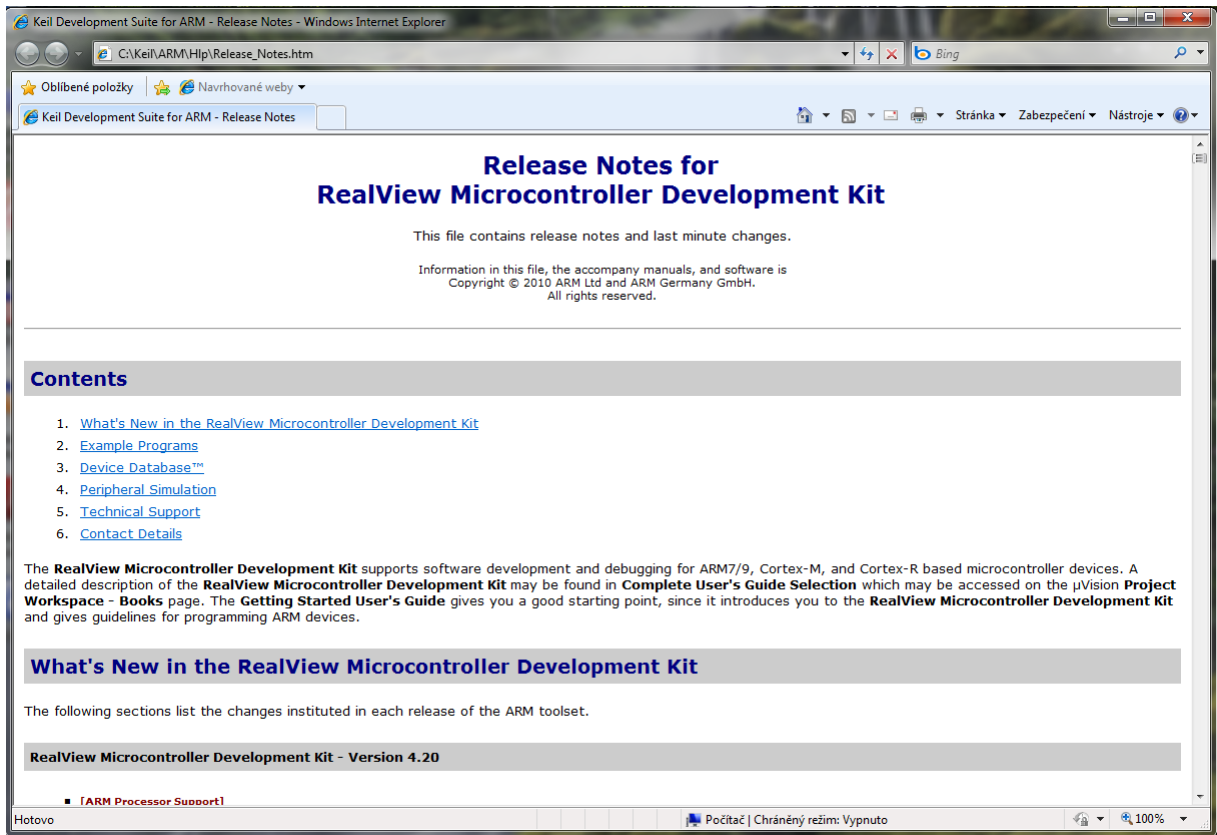 Keil Development Suite for ARM - Release Notes - Windows Internet Explorer
C:\Keil\ARM\Hlp\Release_Notes.htm
Bing
Oblíbené položky
Navrhované weby
Keil Development Suite for ARM - Release Notes
Stránka Zabezpečení Nástroje
Release Notes for
RealView Microcontroller Development Kit
This file contains release notes and last minute changes.
Information in this file, the accompany manuals, and software is
Copyright © 2010 ARM Ltd and ARM Germany GmbH.
All rights reserved.
Contents
1. What's New in the RealView Microcontroller Development Kit
2. Example Programs
3. Device Database™
4. Peripheral Simulation
5. Technical Support
6. Contact Details
The RealView Microcontroller Development Kit supports software development and debugging for ARM7/9, Cortex-M, and Cortex-R based microcontroller devices. A
detailed description of the RealView Microcontroller Development Kit may be found in Complete User's Guide Selection which may be accessed on the µVision Project
Workspace - Books page. The Getting Started User's Guide gives you a good starting point, since it introduces you to the RealView Microcontroller Development Kit
and gives guidelines for programming ARM devices.
What's New in the RealView Microcontroller Development Kit
The following sections list the changes instituted in each release of the ARM toolset.
RealView Microcontroller Development Kit - Version 4.20
[ARM Processor Support]
Hotovo
Počítač | Chráněný režim: Vypnuto
100%